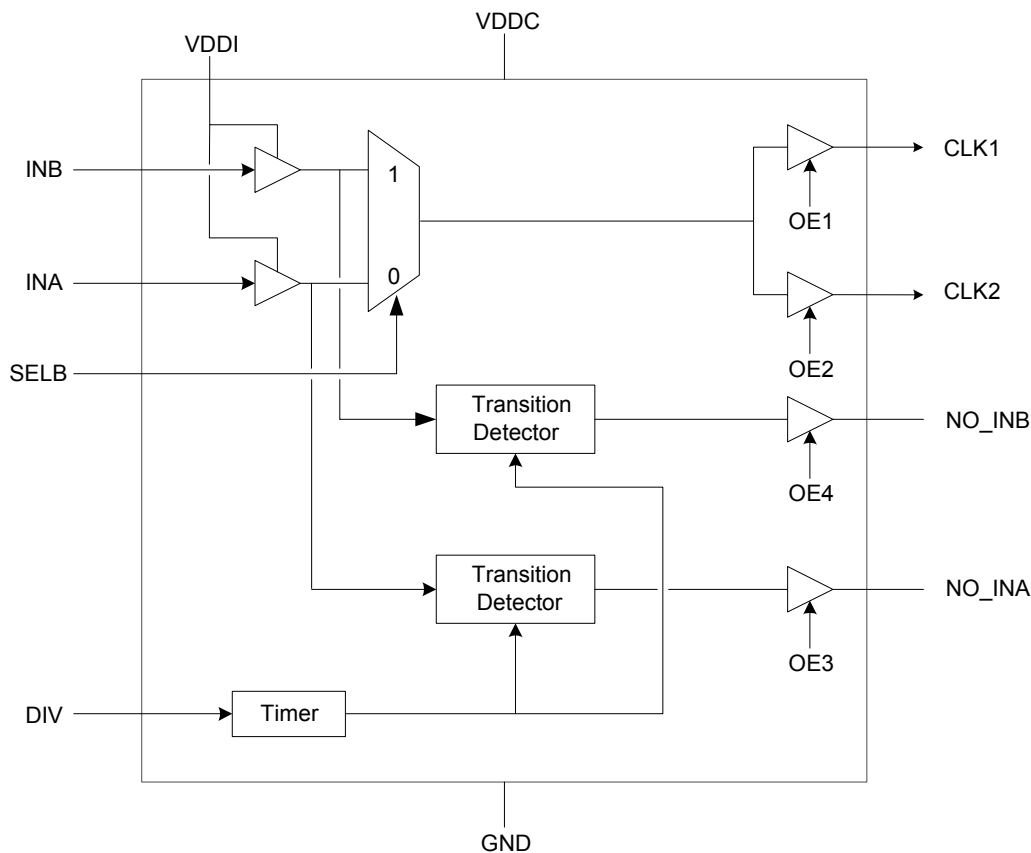 VDDC
VDDI
INB
1
CLK1
OE1
INA
0
CLK2
SELB
OE2
Transition
Detector
NO_INB
OE4
Transition
Detector
NO_INA
OE3
DIV
Timer
GND